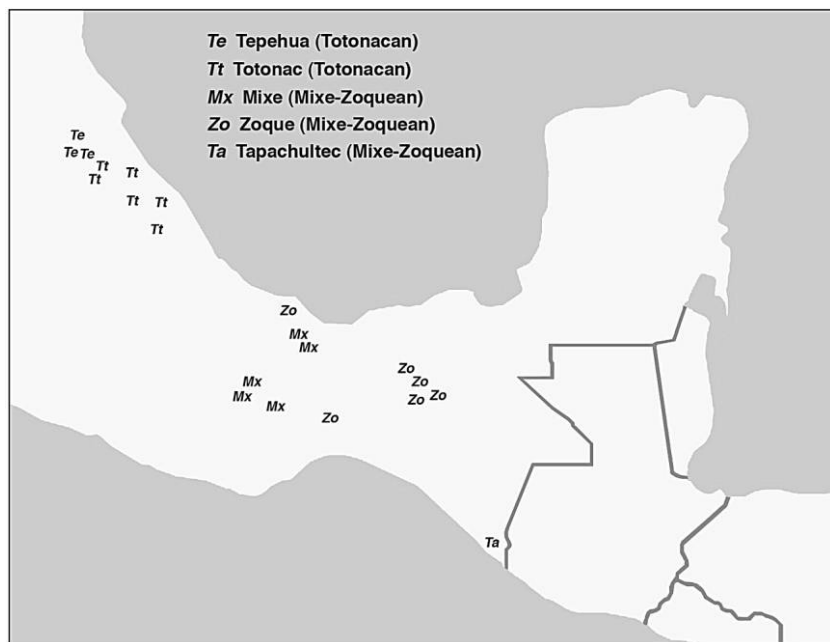 Te Tepehua (Totonacan)
Tt Totonac (Totonacan)
Mx Mixe (Mixe-Zoquean)
Zo Zoque (Mixe-Zoquean)
Ta Tapachultec (Mixe-Zoquean)
Te
Te Te
Tt
Tt
Tt
Tt
Tt
Tt
Zo
Mx
Mx
Zo
Mx
Zo
Mx
Zo
Zo
Mx
Zo
Ta